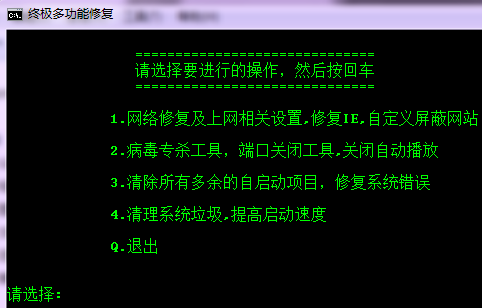 终极多功能修复
==============================
请选择要进行的操作，然后按回车
==============================
1.网络修复及上网相关设置,修复IE,自定义屏蔽网站
2.病毒专杀工具，端口关闭工具,关闭自动播放
3.清除所有多余的自启动项目，修复系统错误
4.清理系统垃圾,提高启动速度
Q.退出
请选择: